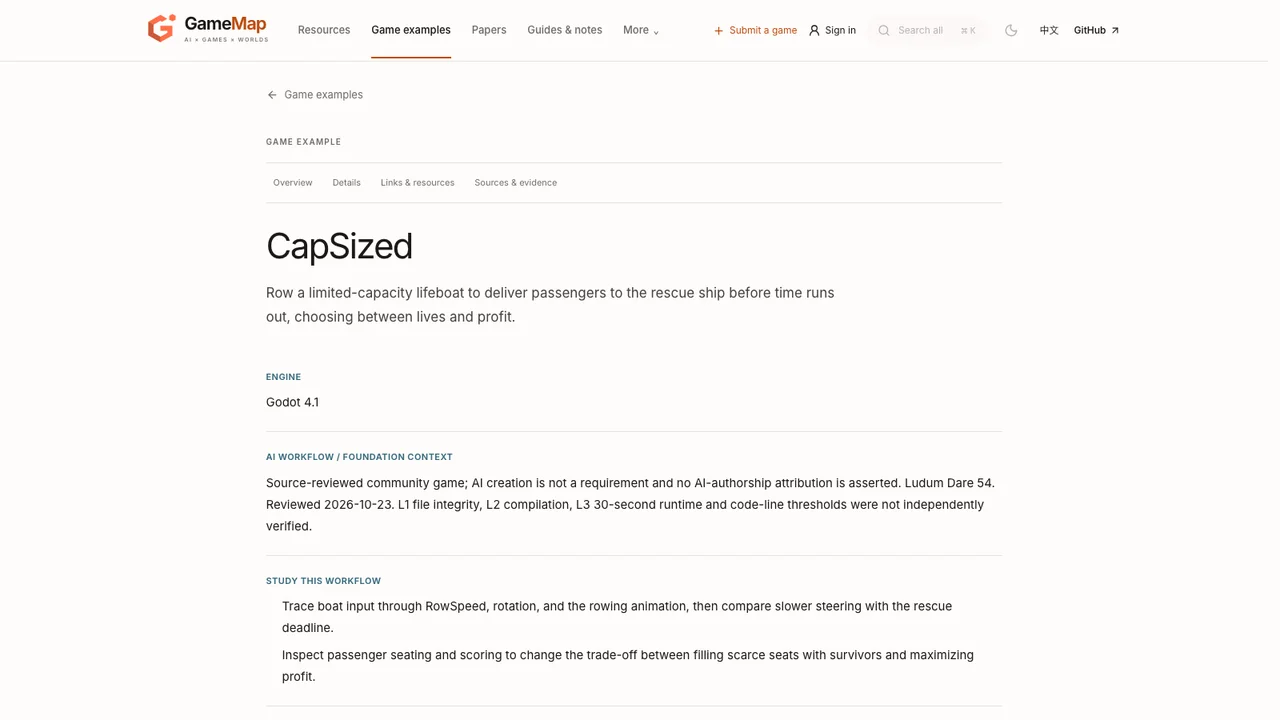 GameMap
AI × GAMES × WORLDS
Resources
Game examples
Papers
Guides & notes
More
+ Submit a game
Sign in
Search all
⌘ K
中文
GitHub ↗
← Game examples
GAME EXAMPLE
Overview
Details
Links & resources
Sources & evidence
CapSized
Row a limited-capacity lifeboat to deliver passengers to the rescue ship before time runs
out, choosing between lives and profit.
ENGINE
Godot 4.1
AI WORKFLOW / FOUNDATION CONTEXT
Source-reviewed community game; AI creation is not a requirement and no AI-authorship attribution is asserted. Ludum Dare 54.
Reviewed 2026-10-23. L1 file integrity, L2 compilation, L3 30-second runtime and code-line thresholds were not independently
verified.
STUDY THIS WORKFLOW
Trace boat input through RowSpeed, rotation, and the rowing animation, then compare slower steering with the rescue
deadline.
Inspect passenger seating and scoring to change the trade-off between filling scarce seats with survivors and maximizing
profit.